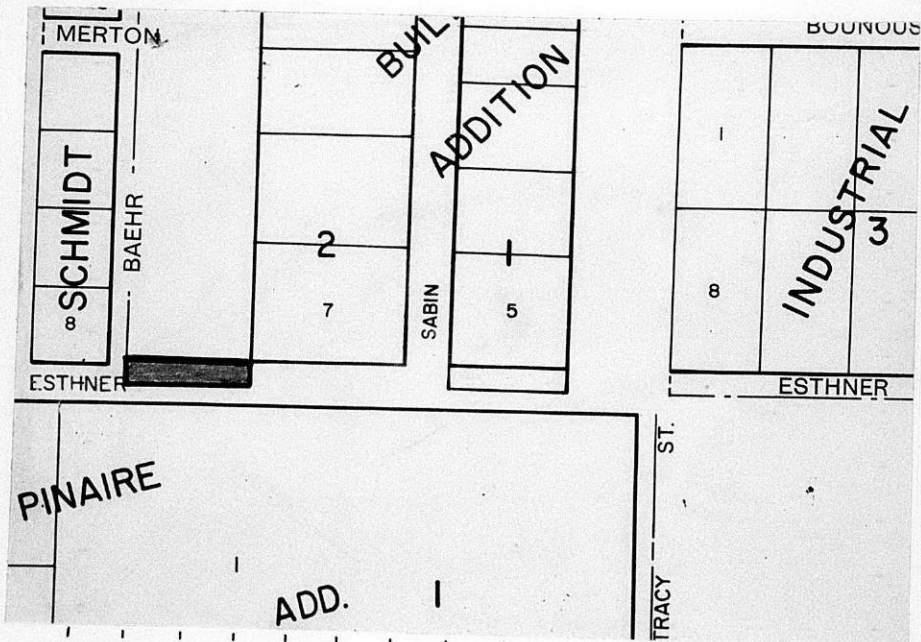 MERTON
BUIL
BOUNOUS
ADDITION
SCHMIDT
BAEHR
INDUSTRIAL
1
2
1
3
SABIN
8
7
5
8
ESTHNER
ESTHNER
ST.
PINAIRE
1
ADD.
1
TRACY